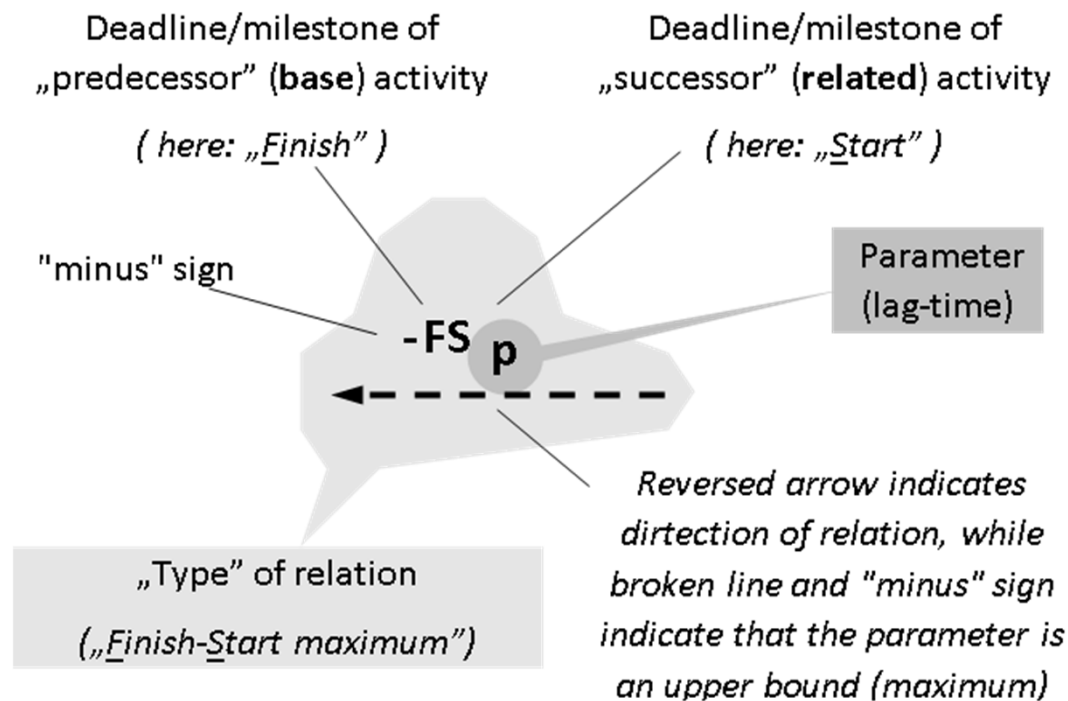 Deadline/milestone of
„predecessor” (base) activity
( here: „Finish” )
Deadline/milestone of
„successor” (related) activity
( here: „Start” )
"minus" sign
Parameter
(lag-time)
-FS p
Reversed arrow indicates
dirtection of relation, while
broken line and "minus" sign
indicate that the parameter is
an upper bound (maximum)
„Type” of relation
(„Finish-Start maximum”)